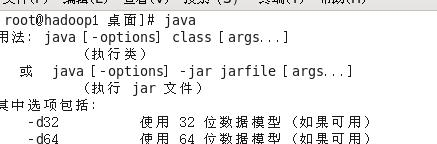 root@hadoop1 桌面]# java
用法: java [-options] class [args...]
(执行类)
或 java [-options] -jar jarfile [args...]
(执行 jar 文件)
其中选项包括:
-d32 使用 32 位数据模型 (如果可用)
-d64 使用 64 位数据模型 (如果可用)